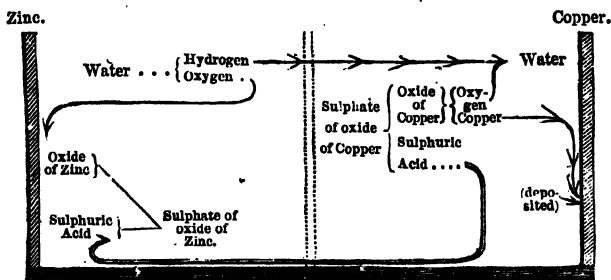 Zinc.
Copper.
Water . . . { Hydrogen
Oxygen .
Water
Sulphate
of oxide
of Copper
Oxide
of
Copper
Oxy-
gen
Copper
Sulphuric
Acid ....
(depo-
sited)
Oxide
of Zinc
Sulphuric
Acid
Sulphate of
oxide of
Zinc.